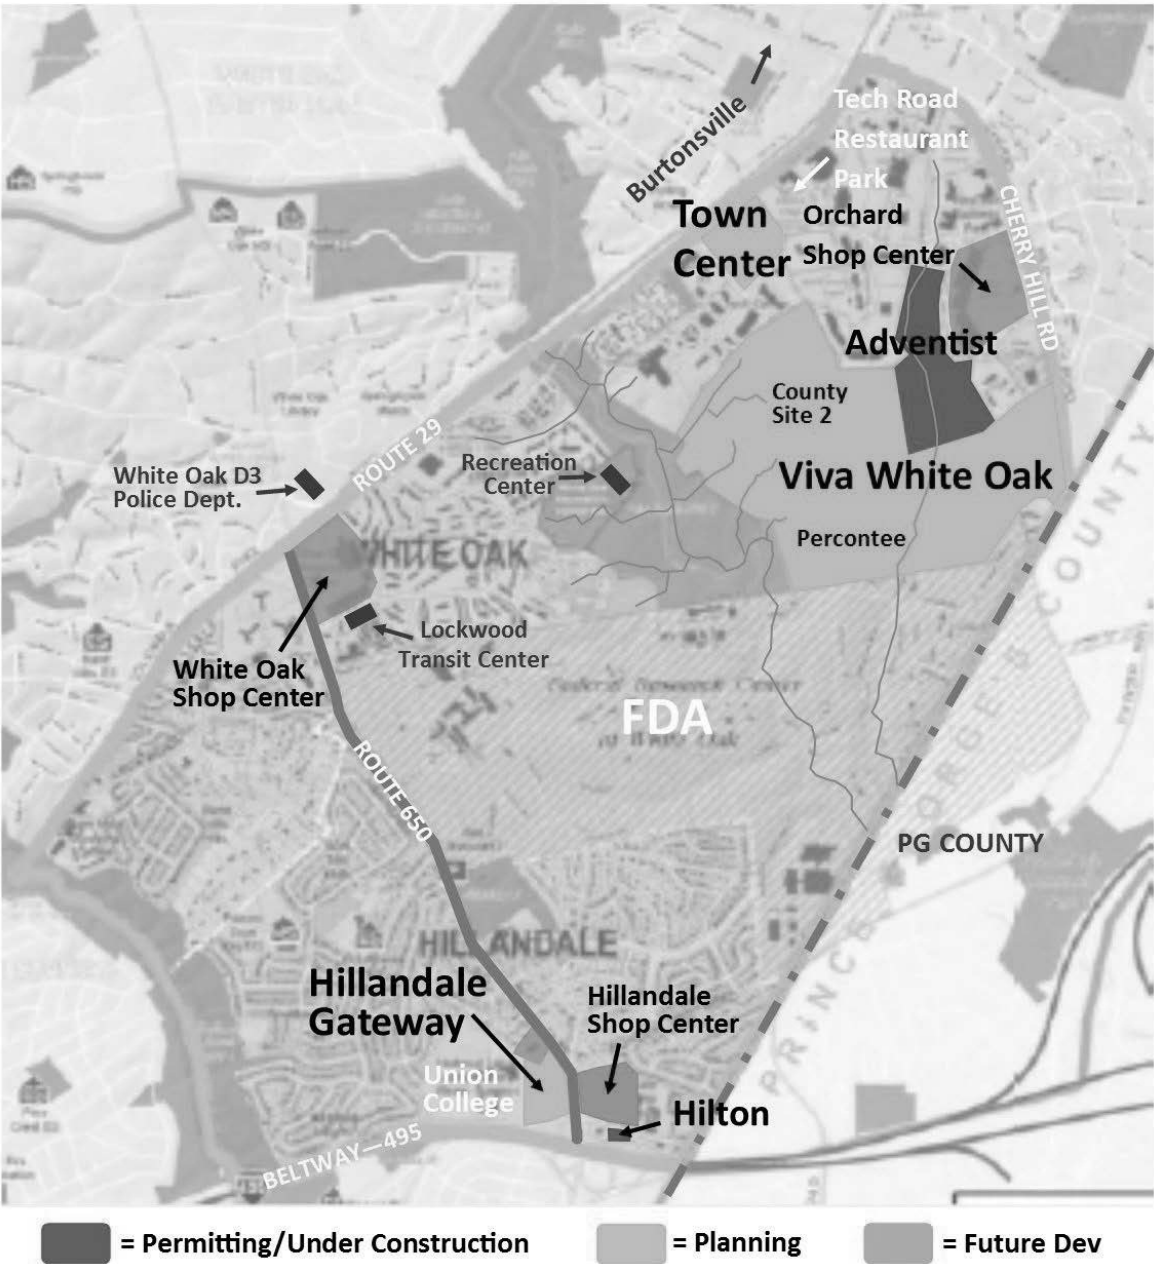 Burtonsville
Tech Road
Restaurant
Park
Town
Center
Orchard
Shop Center
CHERRY HILL RD
Adventist
County
Site 2
ROUTE 29
White Oak D3
Police Dept.
Recreation
Center
Viva White Oak
Percontee
WHITE OAK
Lockwood
Transit Center
White Oak
Shop Center
FDA
ROUTE 650
PG COUNTY
PRINCE GEORGES COUNTY
HILLANDALE
Hillandale
Gateway
Hillandale
Shop Center
Union
College
Hilton
BELTWAY—495
= Permitting/Under Construction
= Planning
= Future Dev